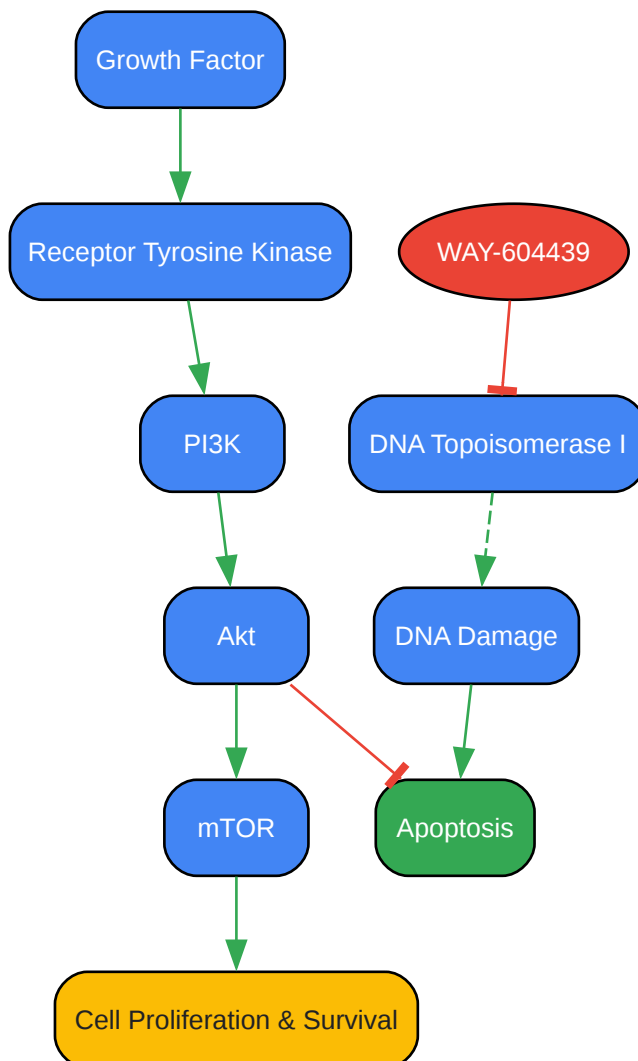 Growth Factor
Receptor Tyrosine Kinase
WAY-604439
PI3K
DNA Topoisomerase I
Akt
DNA Damage
mTOR
Apoptosis
Cell Proliferation & Survival